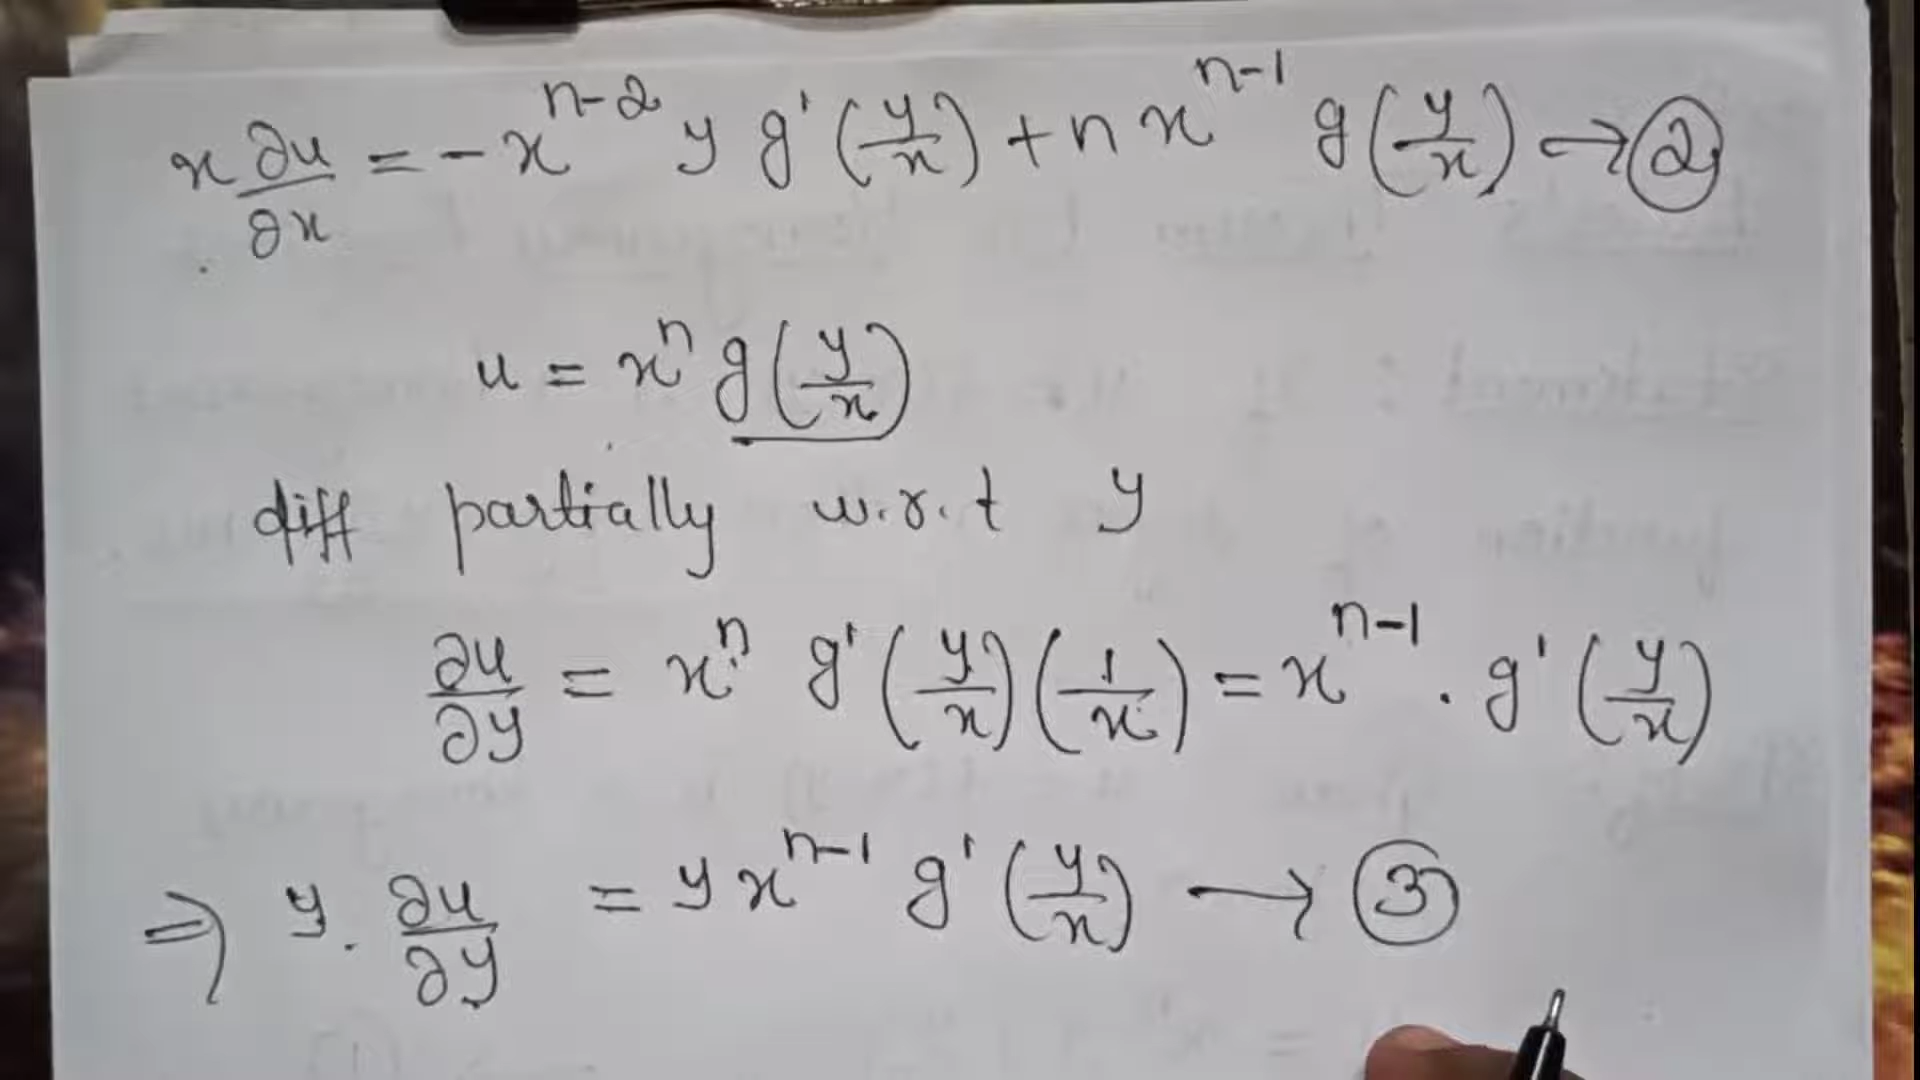 x ∂u/∂x = - x^{n-2} y g'(y/x) + n x^{n-1} g(y/x) → ②
u = x^n g(y/x)
diff partially w.r.t y
∂u/∂y = x^n g'(y/x)(1/x) = x^{n-1} . g'(y/x)
⇒ y . ∂u/∂y = y x^{n-1} g'(y/x) → ③